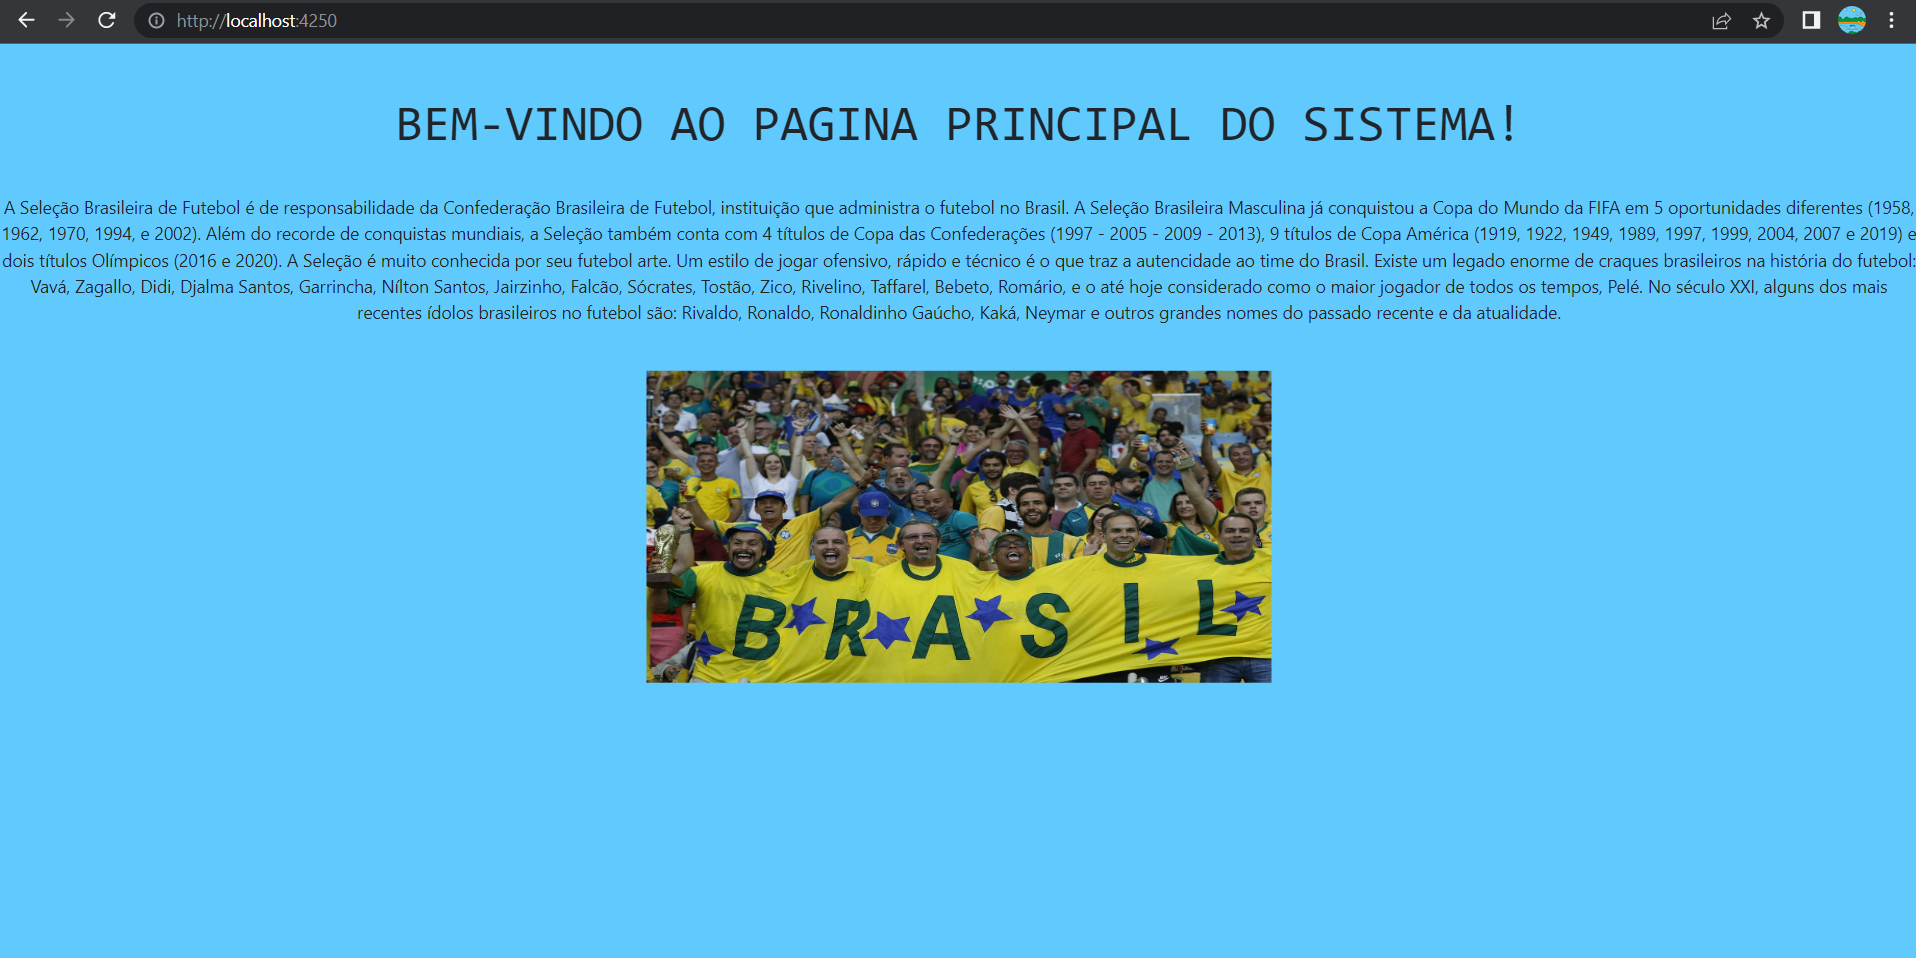 http://localhost:4250
BEM-VINDO AO PAGINA PRINCIPAL DO SISTEMA!
A Seleção Brasileira de Futebol é de responsabilidade da Confederação Brasileira de Futebol, instituição que administra o futebol no Brasil. A Seleção Brasileira Masculina já conquistou a Copa do Mundo da FIFA em 5 oportunidades diferentes (1958,
1962, 1970, 1994, e 2002). Além do recorde de conquistas mundiais, a Seleção também conta com 4 títulos de Copa das Confederações (1997 - 2005 - 2009 - 2013), 9 títulos de Copa América (1919, 1922, 1949, 1989, 1997, 1999, 2004, 2007 e 2019) e
dois títulos Olímpicos (2016 e 2020). A Seleção é muito conhecida por seu futebol arte. Um estilo de jogar ofensivo, rápido e técnico é o que traz a autencidade ao time do Brasil. Existe um legado enorme de craques brasileiros na história do futebol:
Vavá, Zagallo, Didi, Djalma Santos, Garrincha, Nílton Santos, Jairzinho, Falcão, Sócrates, Tostão, Zico, Rivelino, Taffarel, Bebeto, Romário, e o até hoje considerado como o maior jogador de todos os tempos, Pelé. No século XXI, alguns dos mais
recentes ídolos brasileiros no futebol são: Rivaldo, Ronaldo, Ronaldinho Gaúcho, Kaká, Neymar e outros grandes nomes do passado recente e da atualidade.
BRASIL